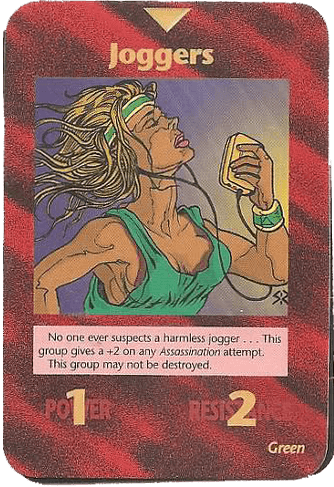 Joggers
No one ever suspects a harmless jogger . . . This
group gives a +2 on any Assassination attempt.
This group may not be destroyed.
POWER 1 RESISTANCE 2
Green